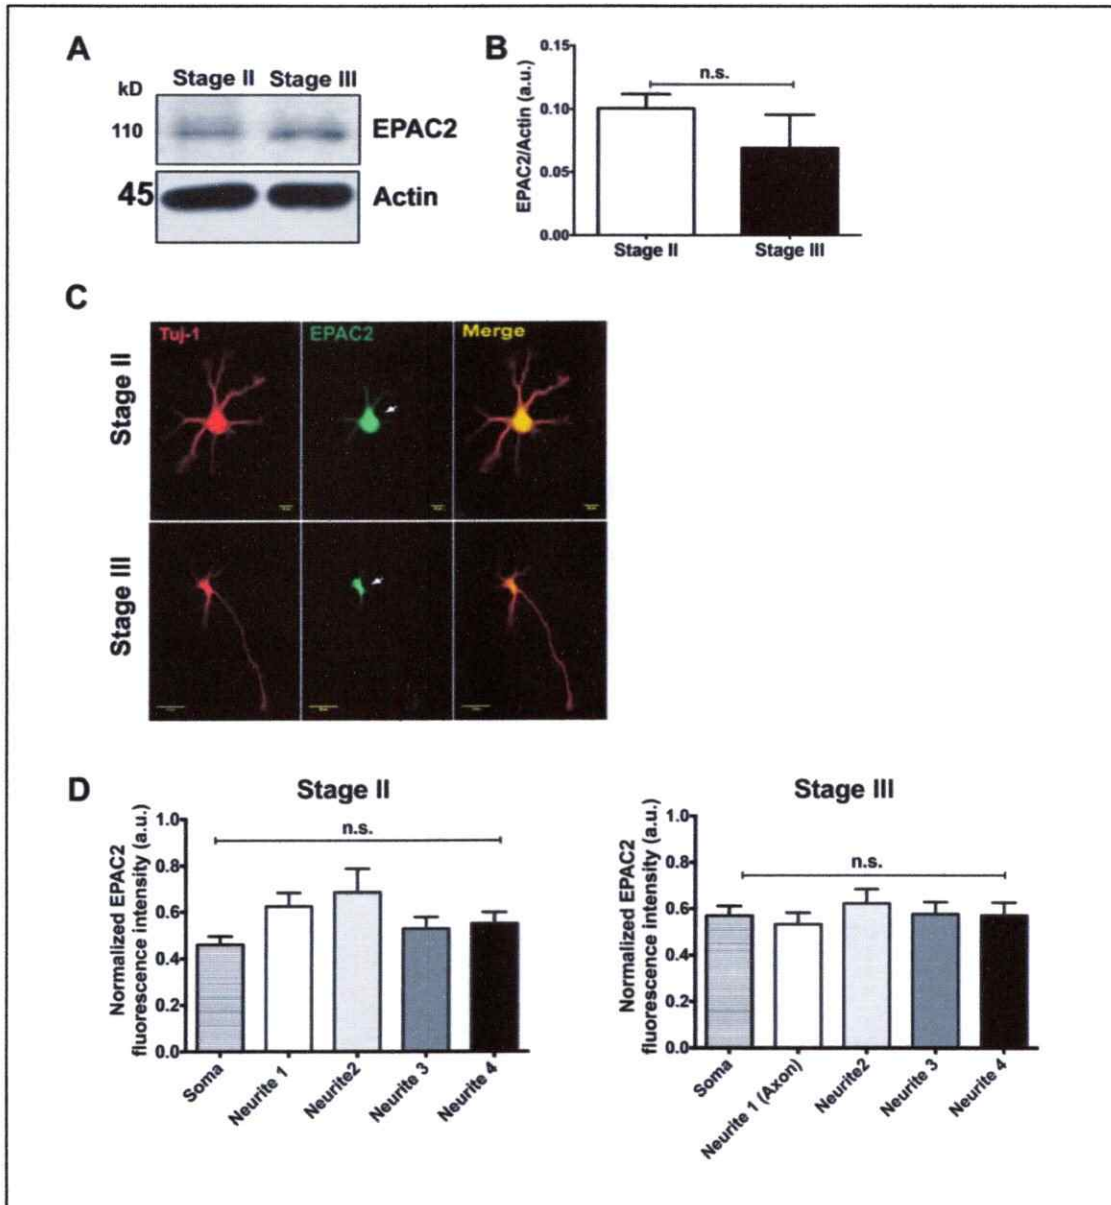 A
Stage II Stage III
kD
110
EPAC2
45
Actin
B
EPAC2/Actin (a.u.)
0.15
0.10
0.05
0.00
n.s.
Stage II
Stage III
C
Tuj-1
EPAC2
Merge
Stage II
Stage III
D
Stage II
Normalized EPAC2
fluorescence intensity (a.u.)
1.0
0.8
0.6
0.4
0.2
0.0
n.s.
Soma
Neurite 1
Neurite2
Neurite 3
Neurite 4
Stage III
Normalized EPAC2
fluorescence intensity (a.u.)
1.0
0.8
0.6
0.4
0.2
0.0
n.s.
Soma
Neurite 1 (Axon)
Neurite2
Neurite 3
Neurite 4